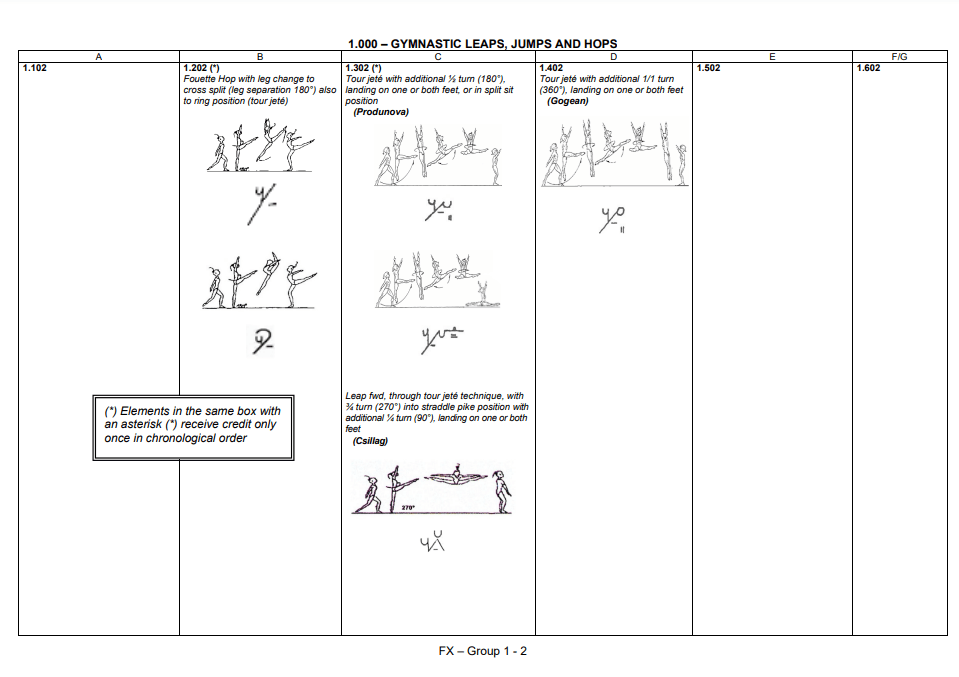 1.000 – GYMNASTIC LEAPS, JUMPS AND HOPS
A
B
C
D
E
F/G
1.102
1.202 (*)
Fouette Hop with leg change to
cross split (leg separation 180°) also
to ring position (tour jeté)
1.302 (*)
Tour jeté with additional ½ turn (180°),
landing on one or both feet, or in split sit
position
(Produnova)
1.402
Tour jeté with additional 1/1 turn
(360°), landing on one or both feet
(Gogean)
1.502
1.602
(*) Elements in the same box with
an asterisk (*) receive credit only
once in chronological order
Leap fwd, through tour jeté technique, with
¾ turn (270°) into straddle pike position with
additional ¼ turn (90°), landing on one or both
feet
(Csillag)
270°
FX – Group 1 - 2